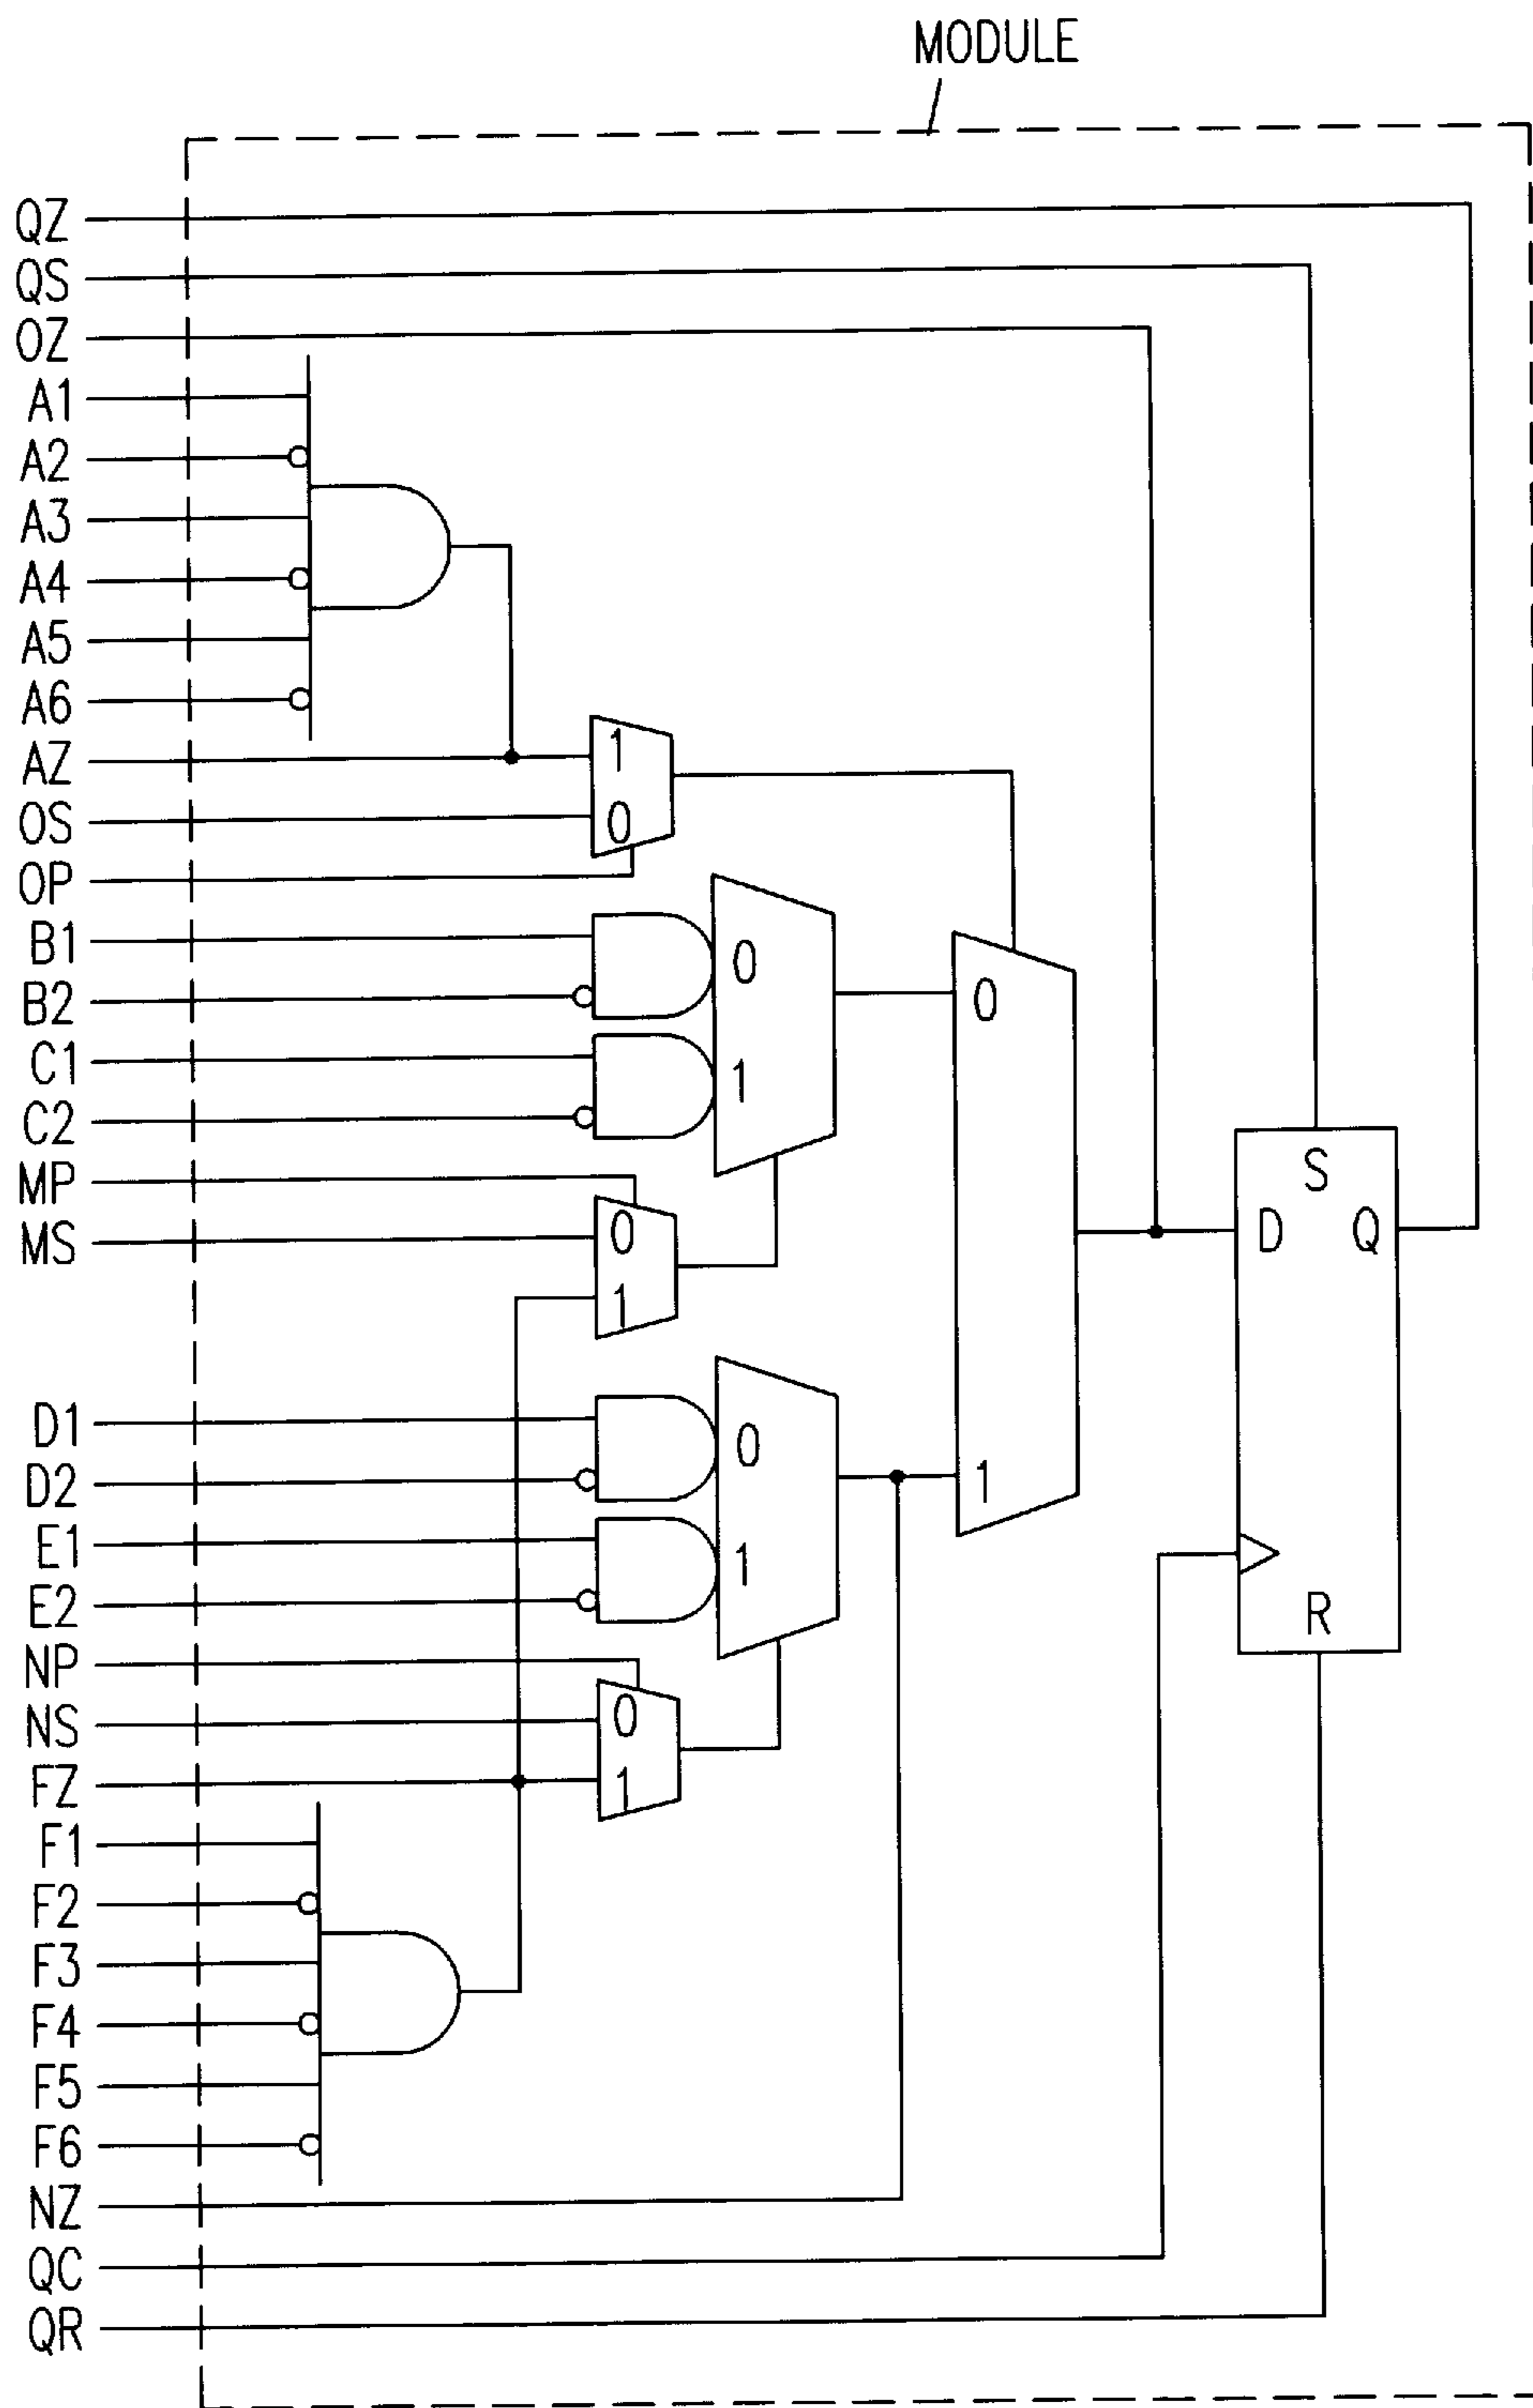 MODULE
QZ
QS
OZ
A1
A2
A3
A4
A5
A6
AZ
1
OS
0
OP
B1
0
B2
0
C1
1
C2
MP
S
MS
0
D Q
1
D1
0
D2
1
E1
1
E2
R
NP
NS
0
FZ
1
F1
F2
F3
F4
F5
F6
NZ
QC
QR